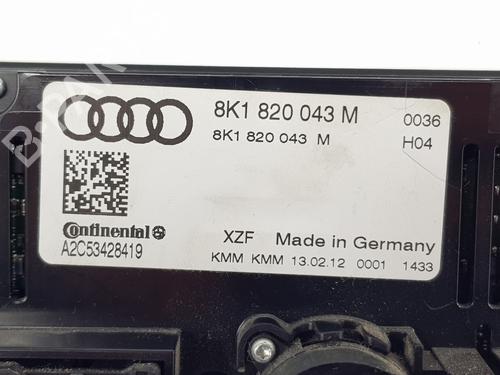 8K1 820 043 M 0036
8K1 820 043 M H04
Continental
A2C53428419
XZF Made in Germany
KMM KMM 13.02.12 0001 1433
B-PARTS